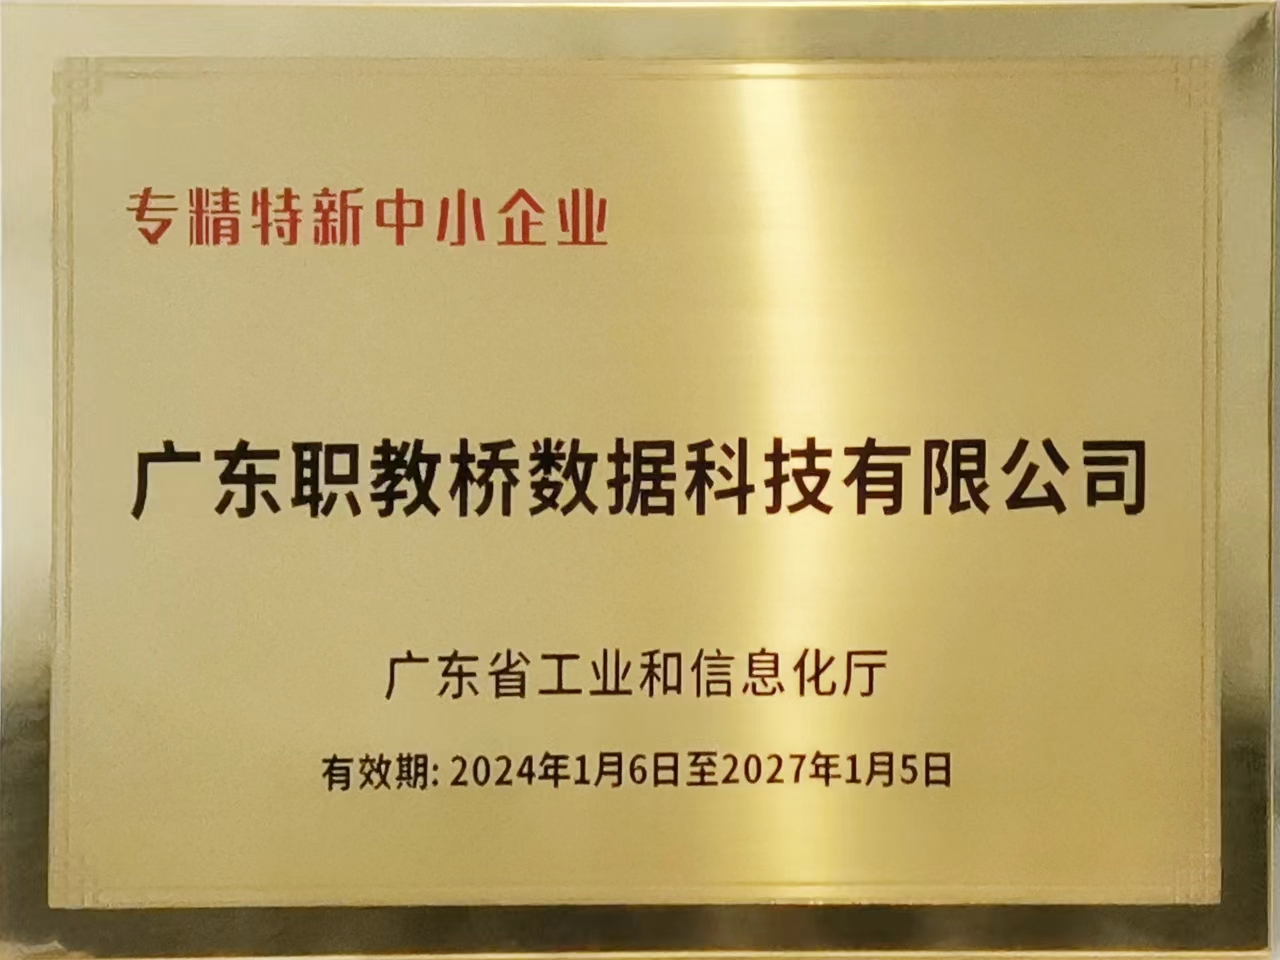 专精特新中小企业
广东职教桥数据科技有限公司
广东省工业和信息化厅
有效期: 2024年1月6日至2027年1月5日